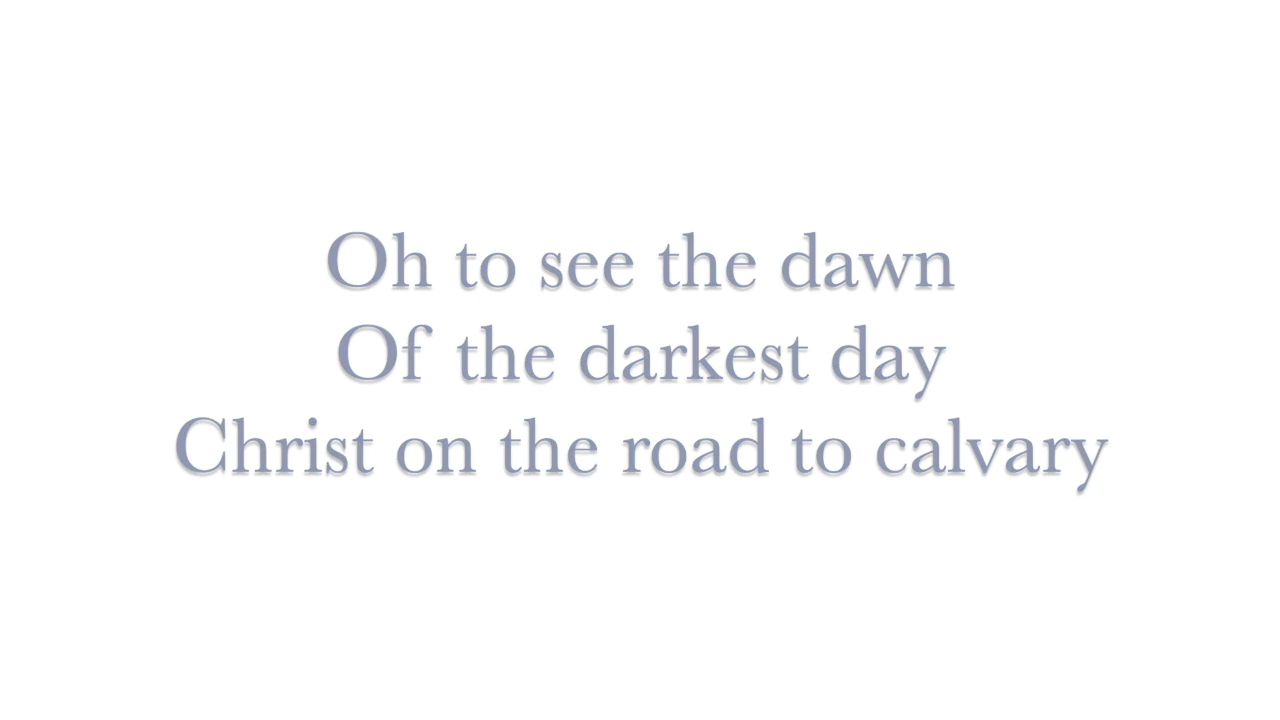 Oh to see the dawn
Of the darkest day
Christ on the road to calvary